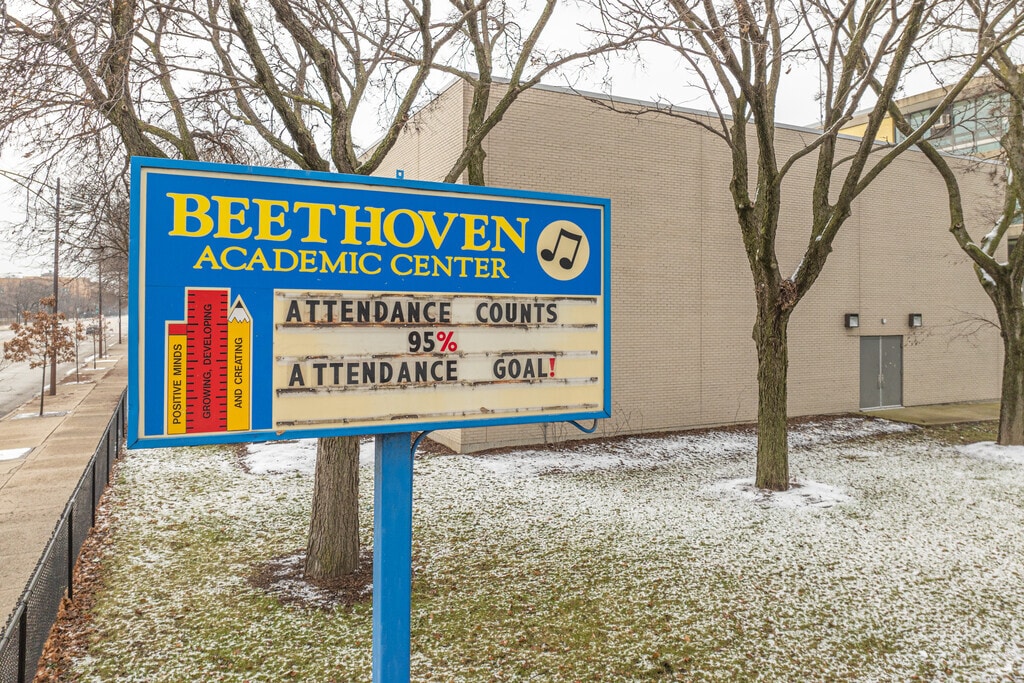 BEETHOVEN
ACADEMIC CENTER
ATTENDANCE COUNTS
95%
ATTENDANCE GOAL!
POSITIVE MINDS
GROWING, DEVELOPING
AND CREATING